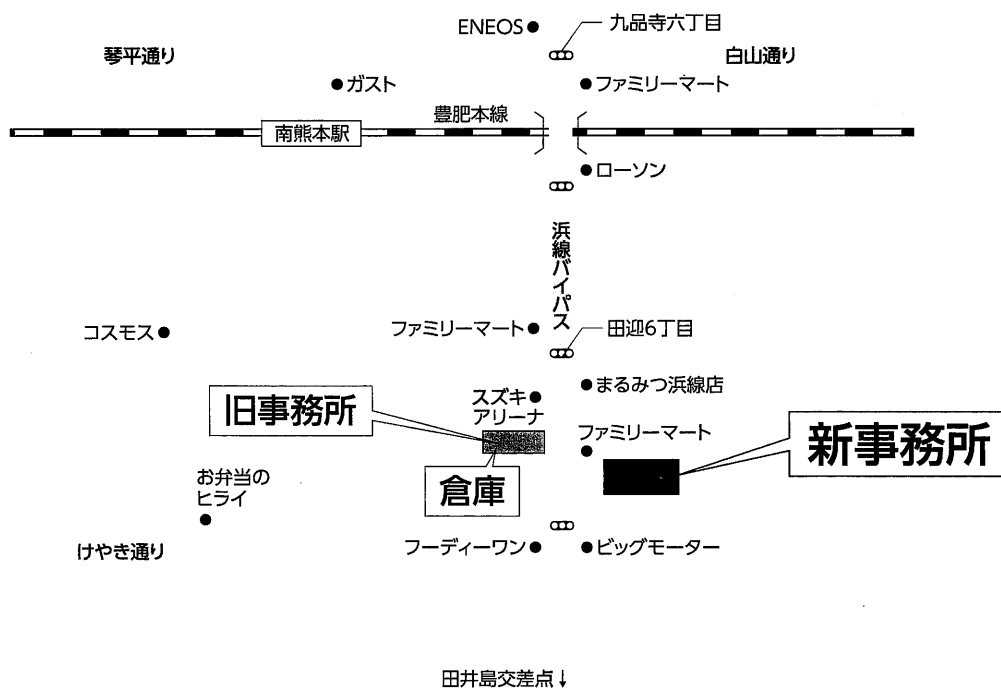 ENEOS
九品寺六丁目
琴平通り
白山通り
ガスト
ファミリーマート
豊肥本線
南熊本駅
ローソン
浜線バイパス
コスモス
ファミリーマート
田迎6丁目
まるみつ浜線店
スズキ
アリーナ
旧事務所
ファミリーマート
新事務所
倉庫
お弁当の
ヒライ
けやき通り
フーディーワン
ビッグモーター
田井島交差点↓